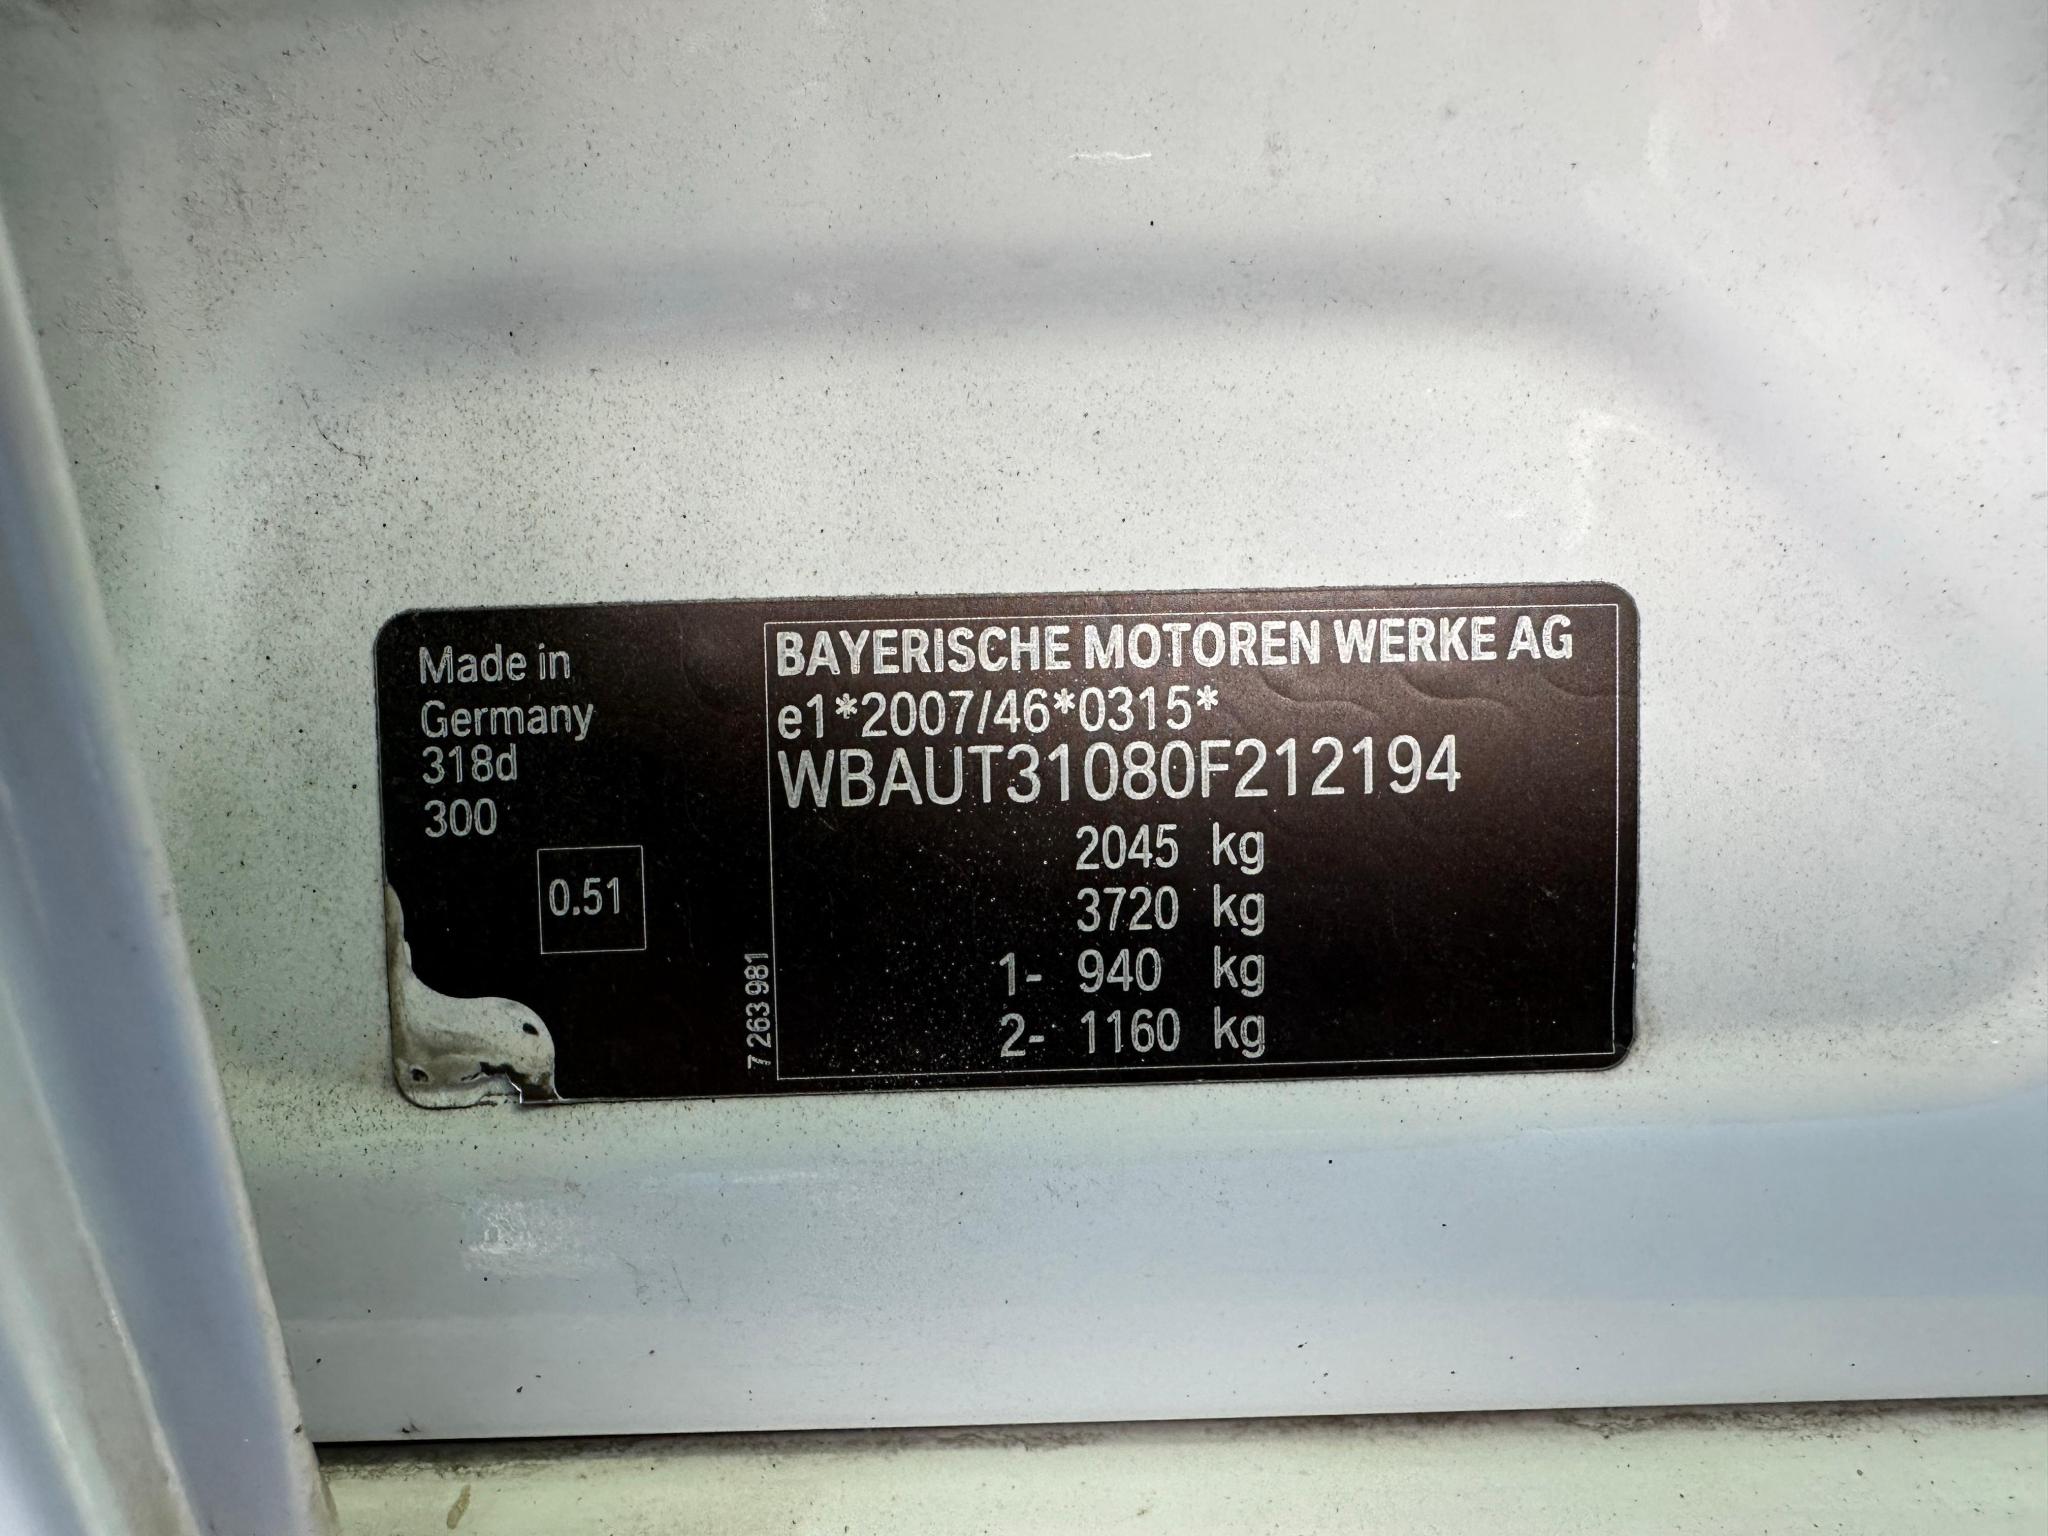 Made in
Germany
318d
300
0.51
7 263 981
BAYERISCHE MOTOREN WERKE AG
e1*2007/46*0315*
WBAUT31080F212194
2045 kg
3720 kg
1- 940 kg
2- 1160 kg